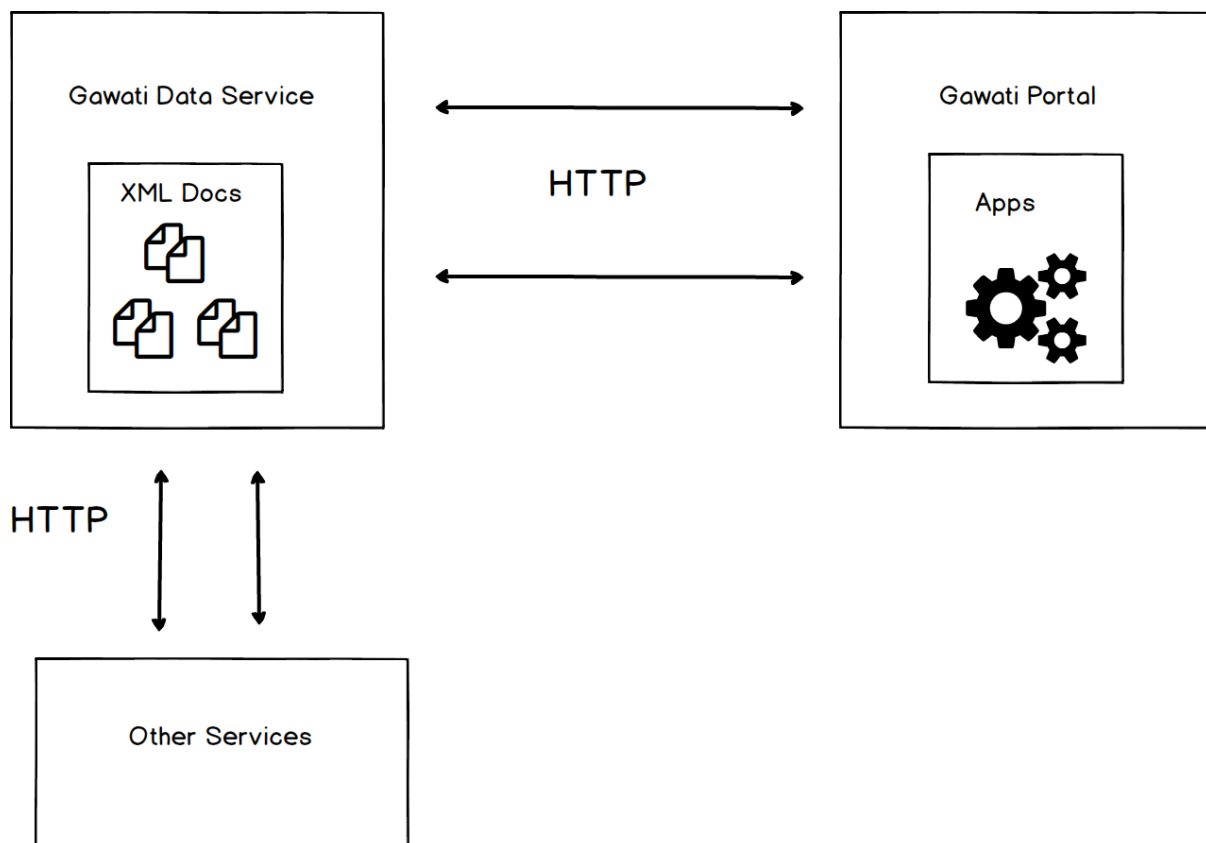 Gawati Data Service
Gawati Portal
XML Docs
HTTP
Apps
HTTP
Other Services